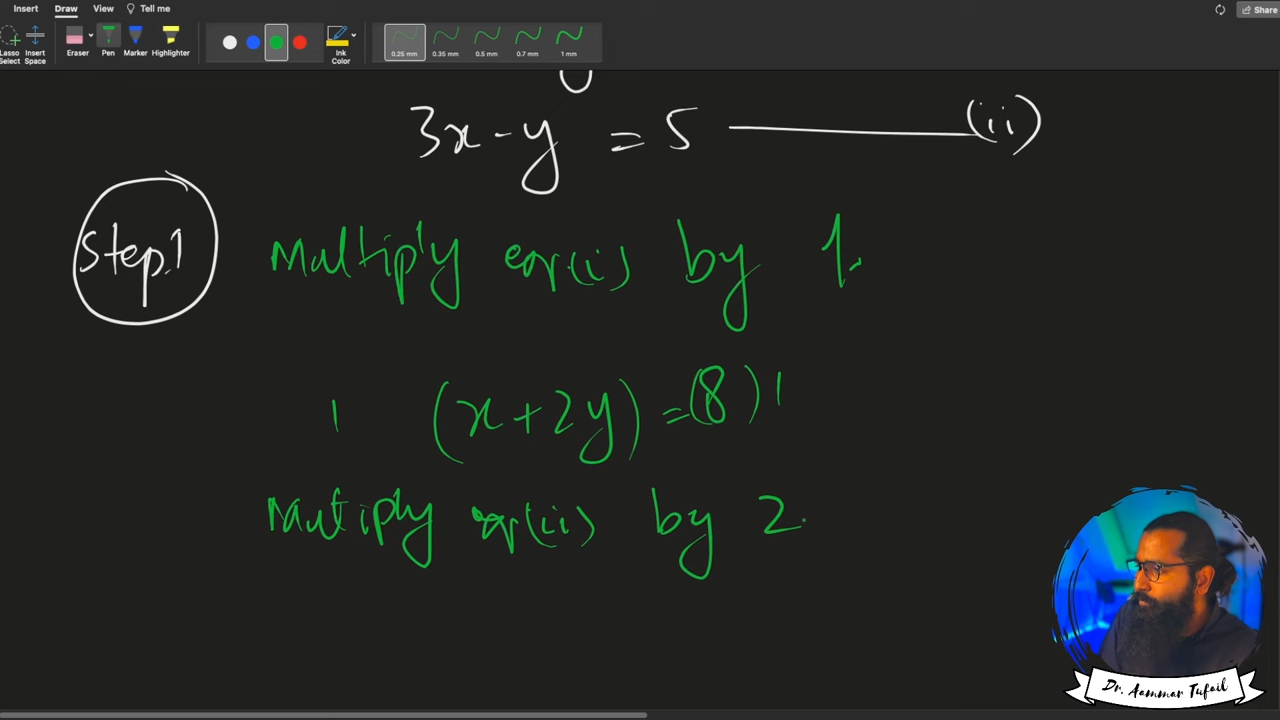 Insert Draw View Tell me Share
Lasso Select Insert Space Eraser Pen Marker Highlighter Ink Color 0.25 mm 0.35 mm 0.5 mm 0.7 mm 1 mm
3x - y = 5 (ii)
Step 1 Multiply eq(i) by 1.
1 (x + 2y) = (8) 1
Multiply eq(ii) by 2.
Dr. Aammar Tufail